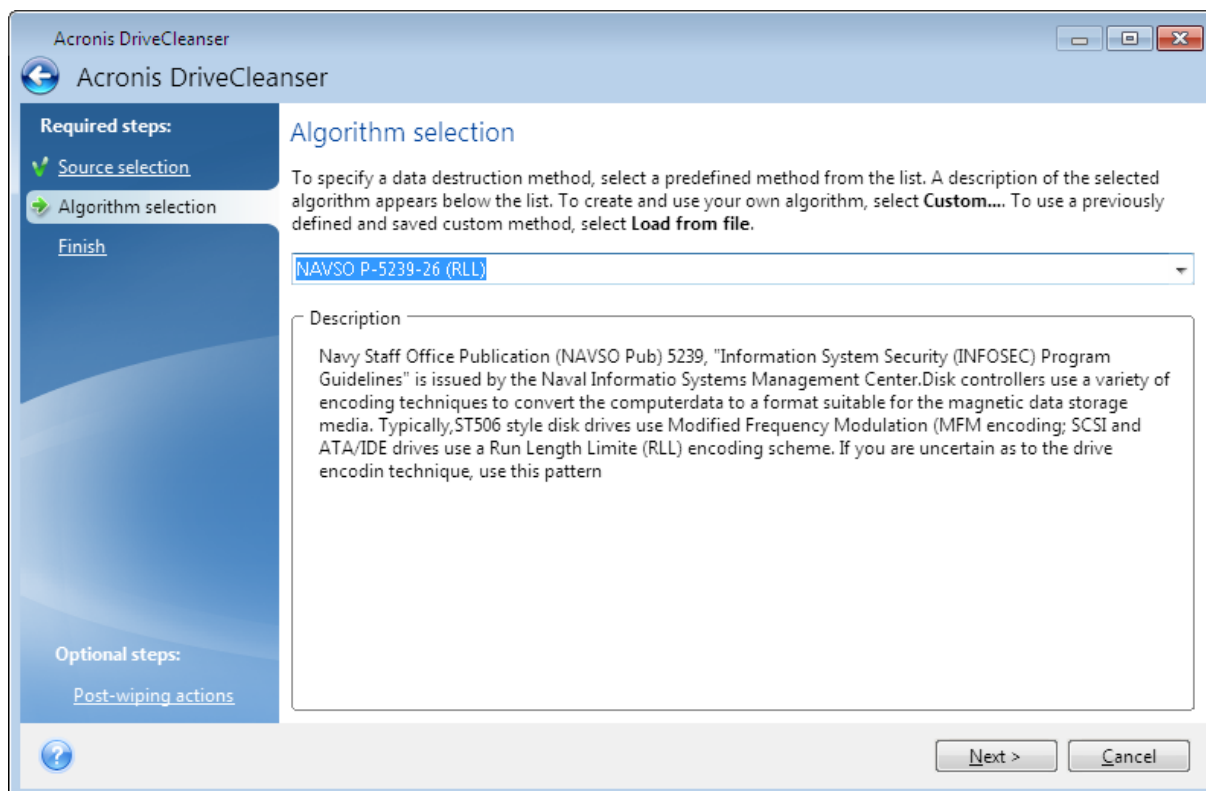 Acronis DriveCleanser
Acronis DriveCleanser
Required steps:
Source selection
Algorithm selection
Finish
Optional steps:
Post-wiping actions
Algorithm selection
To specify a data destruction method, select a predefined method from the list. A description of the selected
algorithm appears below the list. To create and use your own algorithm, select Custom.... To use a previously
defined and saved custom method, select Load from file.
NAVSO P-5239-26 (RLL)
Description
Navy Staff Office Publication (NAVSO Pub) 5239, "Information System Security (INFOSEC) Program
Guidelines" is issued by the Naval Informatio Systems Management Center.Disk controllers use a variety of
encoding techniques to convert the computerdata to a format suitable for the magnetic data storage
media. Typically,ST506 style disk drives use Modified Frequency Modulation (MFM encoding; SCSI and
ATA/IDE drives use a Run Length Limite (RLL) encoding scheme. If you are uncertain as to the drive
encodin technique, use this pattern
?
Next >
Cancel